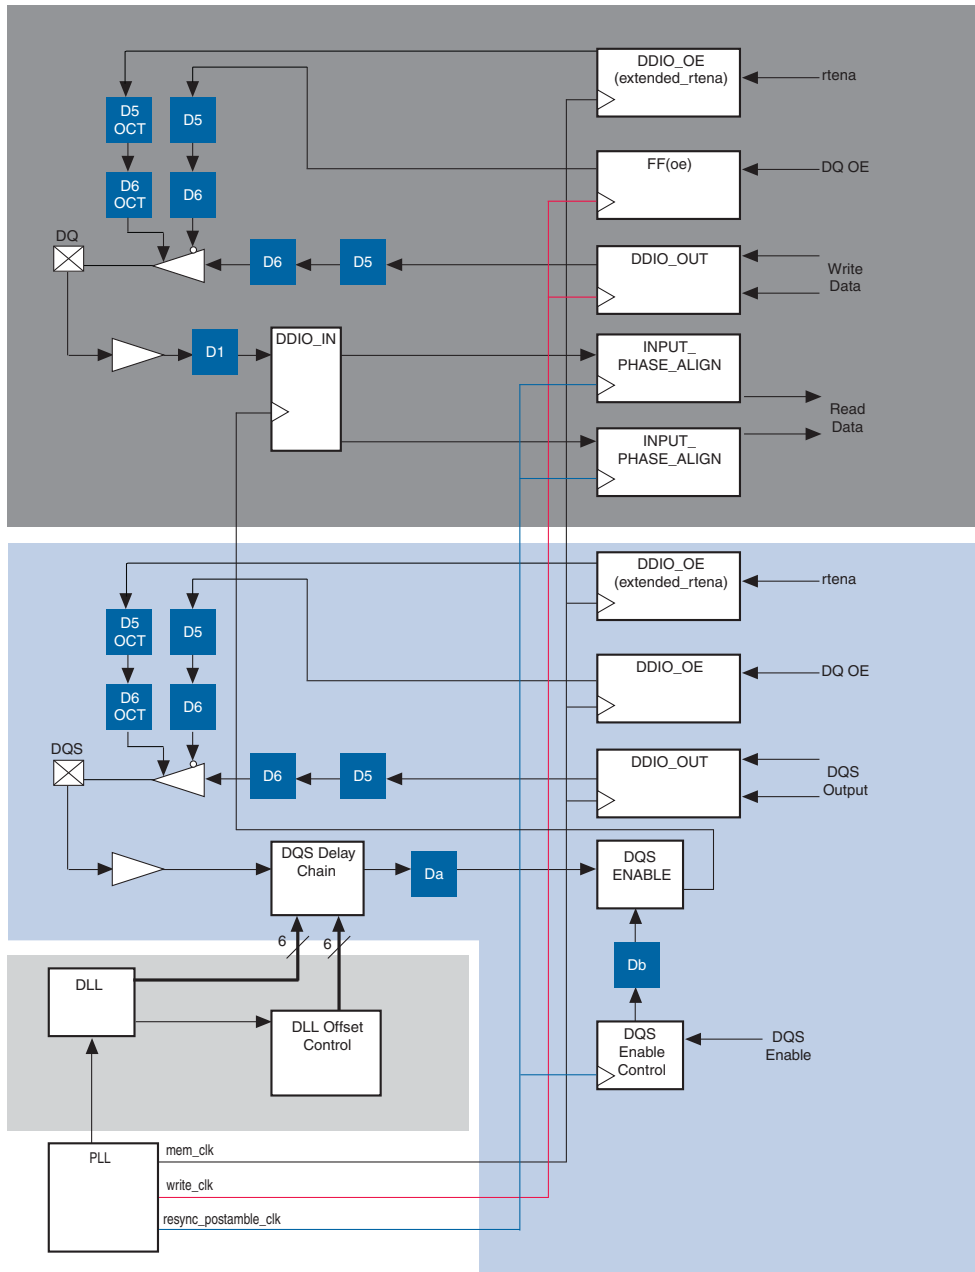 DDIO_OE
(extended_rtena)
rtena
D5
OCT
D5
FF(oe)
DQ OE
D6
OCT
D6
DQ
D6
D5
DDIO_OUT
Write
Data
D1
DDIO_IN
INPUT_
PHASE_ALIGN
Read
Data
INPUT_
PHASE_ALIGN
DDIO_OE
(extended_rtena)
rtena
D5
OCT
D5
DDIO_OE
DQ OE
D6
OCT
D6
DQS
D6
D5
DDIO_OUT
DQS
Output
DQS Delay
Chain
Da
DQS
ENABLE
6
6
Db
DLL
DLL Offset
Control
DQS
Enable
Control
DQS
Enable
PLL
mem_clk
write_clk
resync_postamble_clk